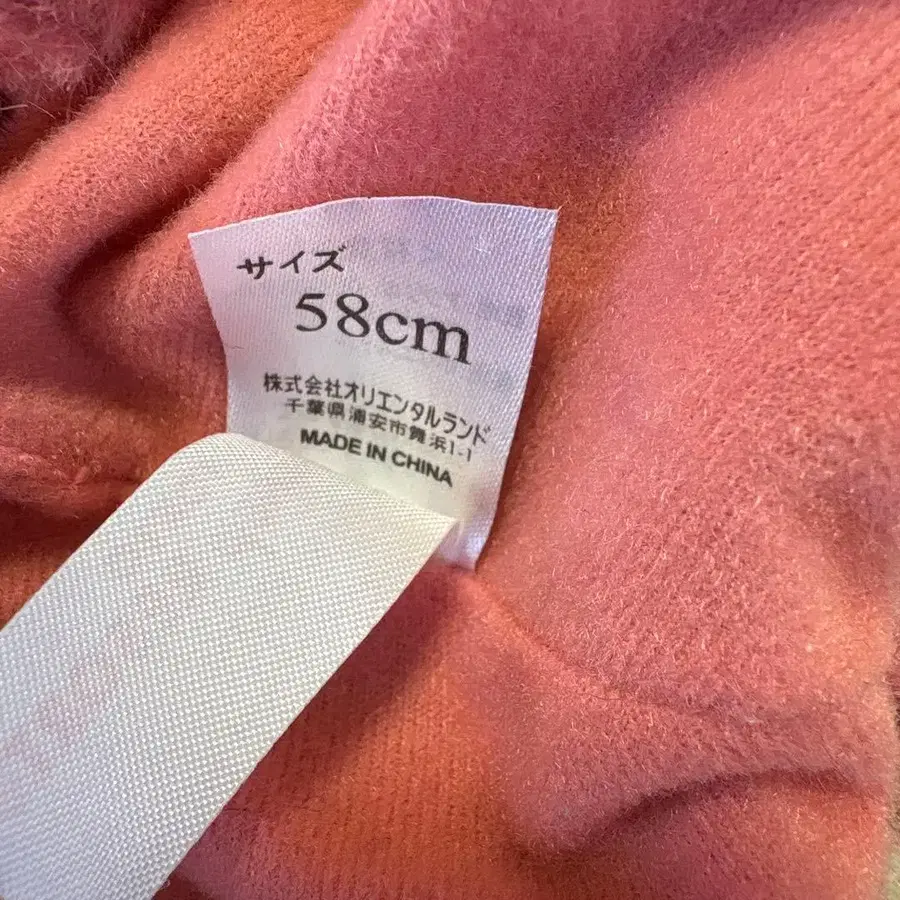 サイズ
58cm
株式会社オリエンタルランド
千葉県浦安市舞浜1-1
MADE IN CHINA